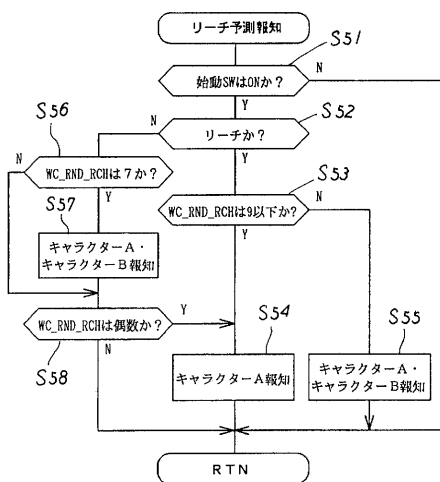 リーチ予測報知
S51
始動SWはONか?
N
Y
S52
リーチか?
N
Y
S56
WC_RND_RCHは7か?
N
Y
S53
WC_RND_RCHは9以下か?
N
Y
S57
キャラクターA・
キャラクターB報知
WC_RND_RCHは偶数か?
Y
N
S58
S54
キャラクターA報知
S55
キャラクターA・
キャラクターB報知
RTN